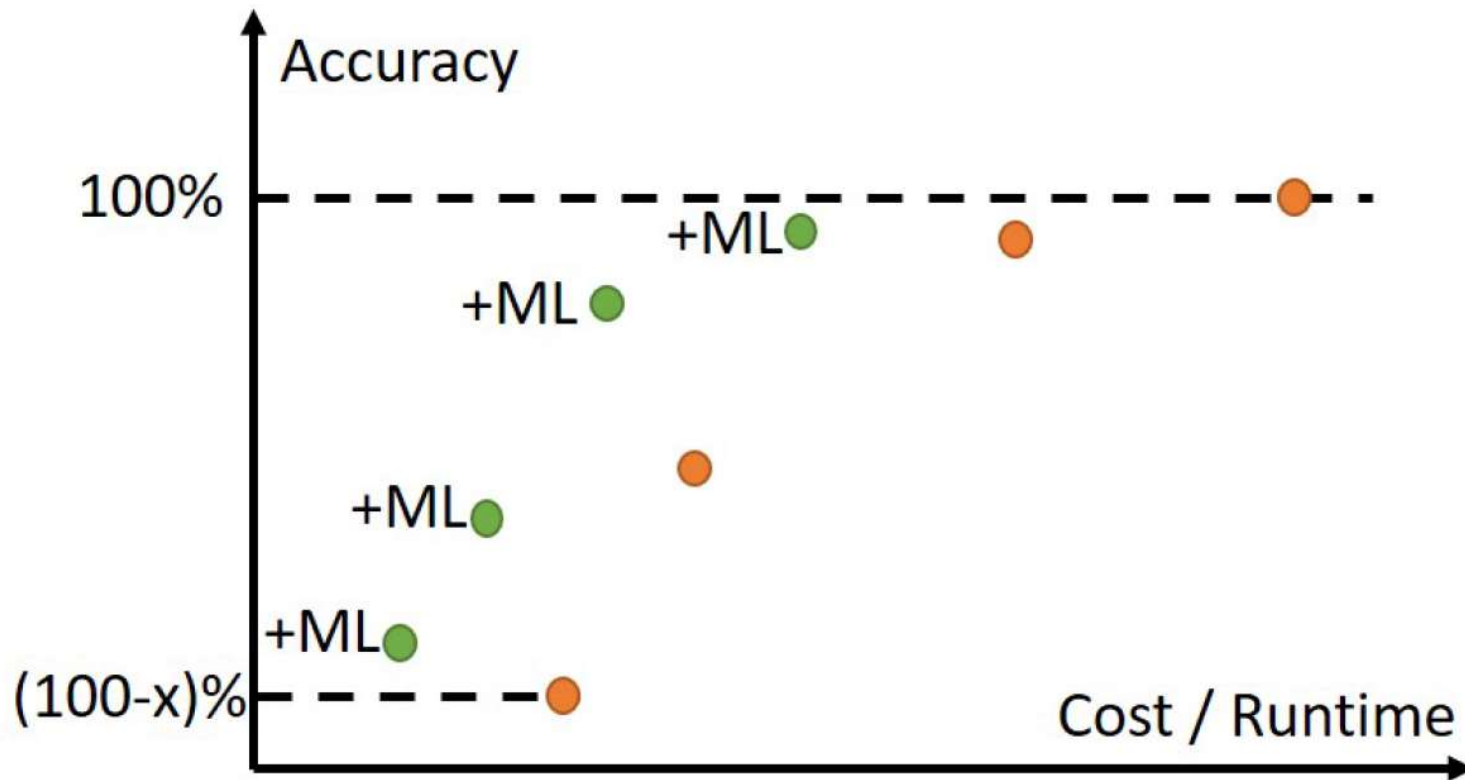 Accuracy
100%
+ML
+ML
+ML
+ML
(100-x)%
Cost / Runtime